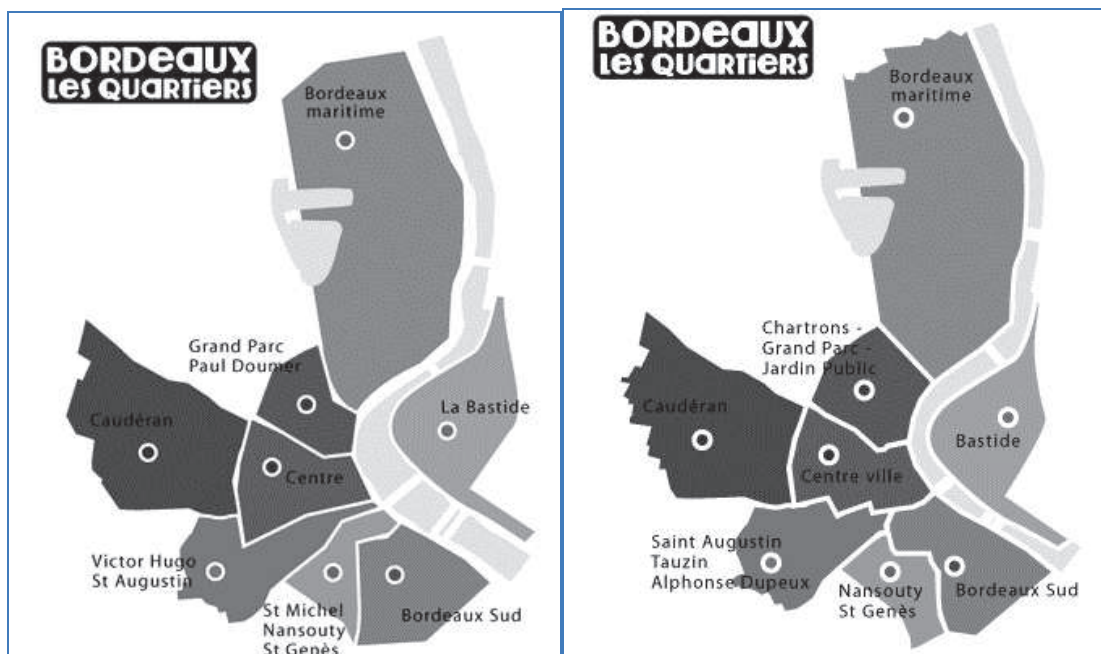 BORDEAUX
LES QUARTIERS
Bordeaux
maritime
Grand Parc
Paul Doumer
Caudéran
La Bastide
Centre
Victor Hugo
St Augustin
St Michel
Nansouty
St Genès
Bordeaux Sud
BORDEAUX
LES QUARTIERS
Bordeaux
maritime
Chartrons -
Grand Parc -
Jardin Public
Caudéran
Bastide
Centre ville
Saint Augustin
Tauzin
Alphonse Dupeux
Nansouty
St Genès
Bordeaux Sud